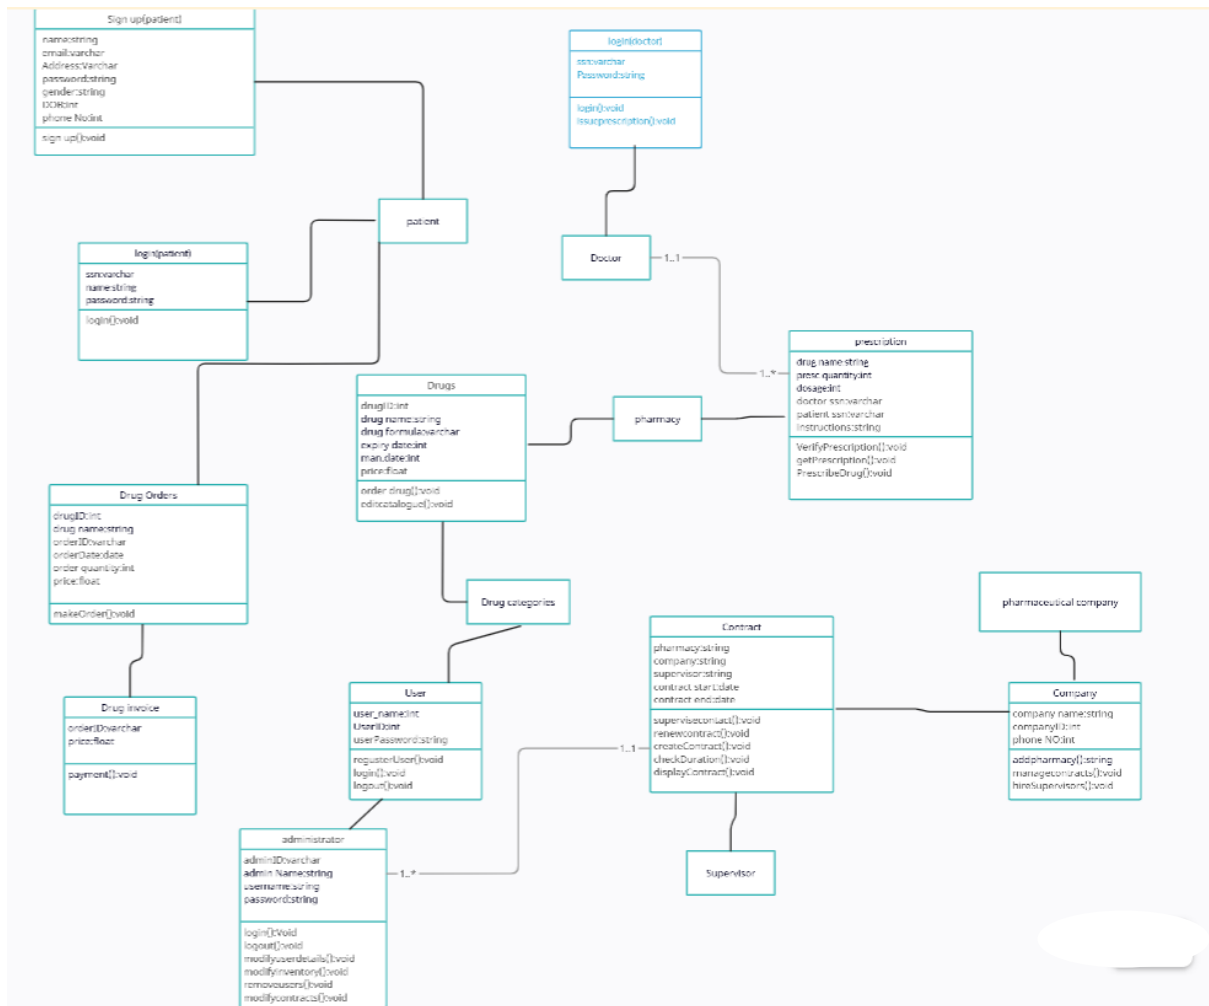 Sign up(patient)
name:string
email:varchar
Address:Varchar
password:string
gender:string
DOB:int
phone No:int
sign up():void
login(doctor)
ssn:varchar
Password:string
login():void
issueprescription():void
patient
login(patient)
ssn:varchar
name:string
password:string
login():void
Doctor
1..1
prescription
drug name:string
presc.quantity:int
dosage:int
doctor ssn:varchar
patient ssn:varchar
instructions:string
VerifyPrescription():void
getPrescription():void
PrescribeDrug():void
1..*
Drugs
drugID:int
drug name:string
drug formula:varchar
expiry date:int
man.date:int
price:float
order drug():void
editcatalogue():void
pharmacy
Drug Orders
drugID:int
drug name:string
orderID:varchar
orderDate:date
order quantity:int
price:float
makeOrder():void
Drug categories
pharmaceutical company
Contract
pharmacy:string
company:string
supervisor:string
contract start:date
contract end:date
supervisecontact():void
renewcontract():void
createContract():void
checkDuration():void
displayContract():void
Company
company name:string
companyID:int
phone NO:int
addpharmacy():string
managecontracts():void
hireSupervisors():void
Drug invoice
orderID:varchar
price:float
payment():void
User
user_name:int
UserID:int
userPassword:string
regusterUser():void
login():void
logout():void
1..1
administrator
adminID:varchar
admin Name:string
username:string
password:string
login():Void
logout():void
modifyuserdetails():void
modifyinventory():void
removeusers():void
modifycontracts():void
1..*
Supervisor